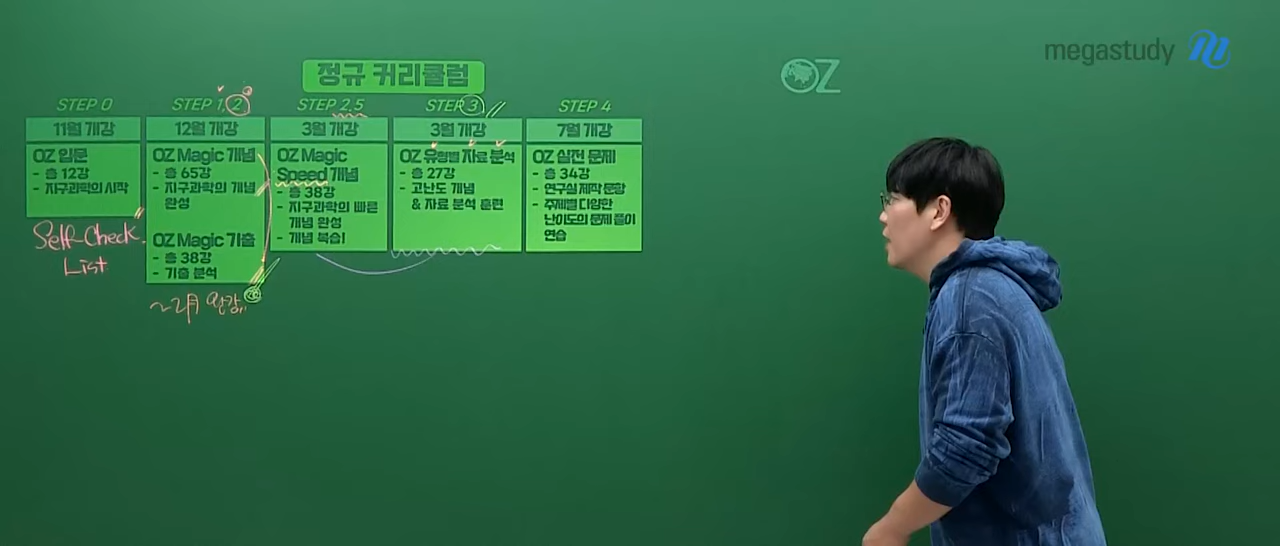 megastudy
OZ
정규 커리큘럼
STEP 0
11월 개강
OZ 입문
- 총 12강
- 지구과학의 시작
Self-Check
List
STEP 1, 2
12월 개강
OZ Magic 개념
- 총 65강
- 지구과학의 개념
완성
OZ Magic 기출
- 총 38강
- 기출 분석
~2月 완강
STEP 2.5
3월 개강
OZ Magic
Speed 개념
- 총 38강
- 지구과학의 빠른
개념 완성
- 개념 복습!
STEP 3
3월 개강
OZ 유형별 자료 분석
- 총 27강
- 고난도 개념
& 자료 분석 훈련
STEP 4
7월 개강
OZ 실전 문제
- 총 34강
- 연구실 제작 문항
- 주제별 다양한
난이도의 문제 풀이
연습